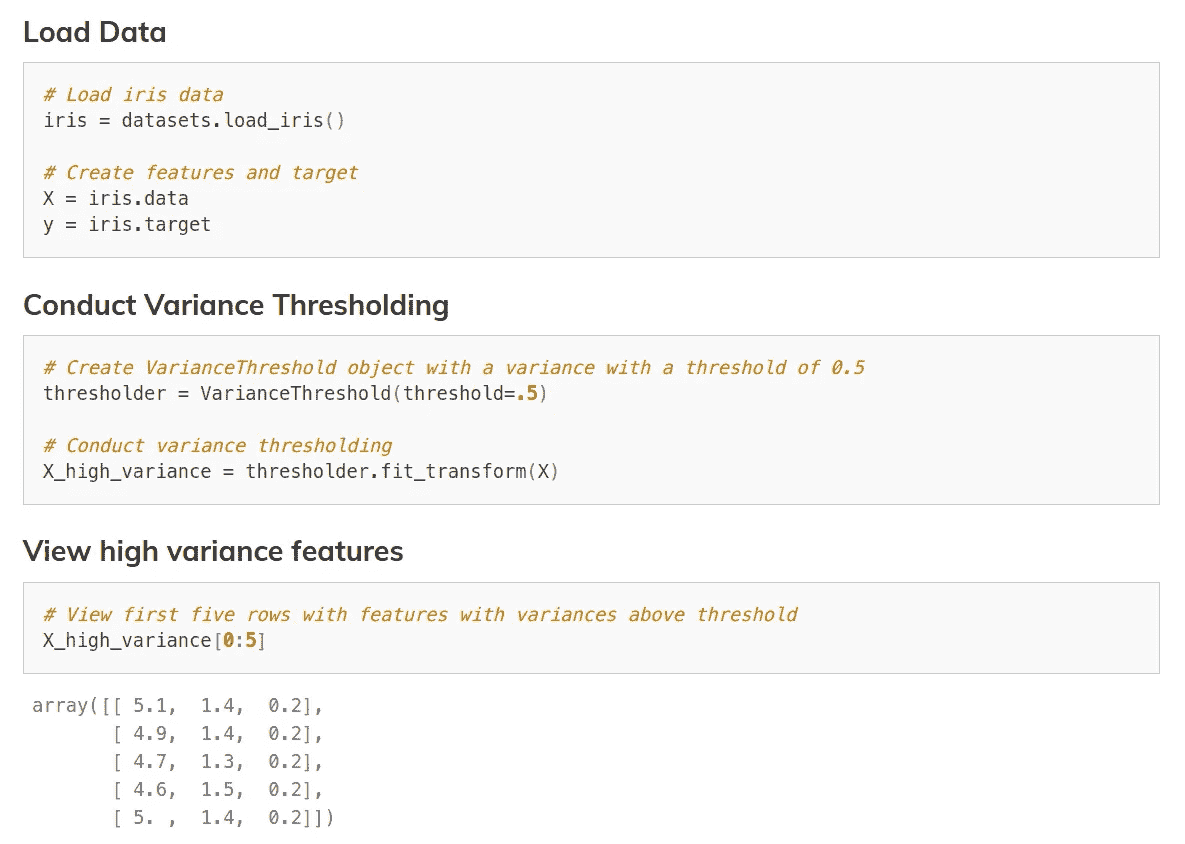 Load Data
# Load iris data
iris = datasets.load_iris()
# Create features and target
X = iris.data
y = iris.target
Conduct Variance Thresholding
# Create VarianceThreshold object with a variance with a threshold of 0.5
thresholder = VarianceThreshold(threshold=.5)
# Conduct variance thresholding
X_high_variance = thresholder.fit_transform(X)
View high variance features
# View first five rows with features with variances above threshold
X_high_variance[0:5]
array([[ 5.1,  1.4,  0.2],
       [ 4.9,  1.4,  0.2],
       [ 4.7,  1.3,  0.2],
       [ 4.6,  1.5,  0.2],
       [ 5. ,  1.4,  0.2]])